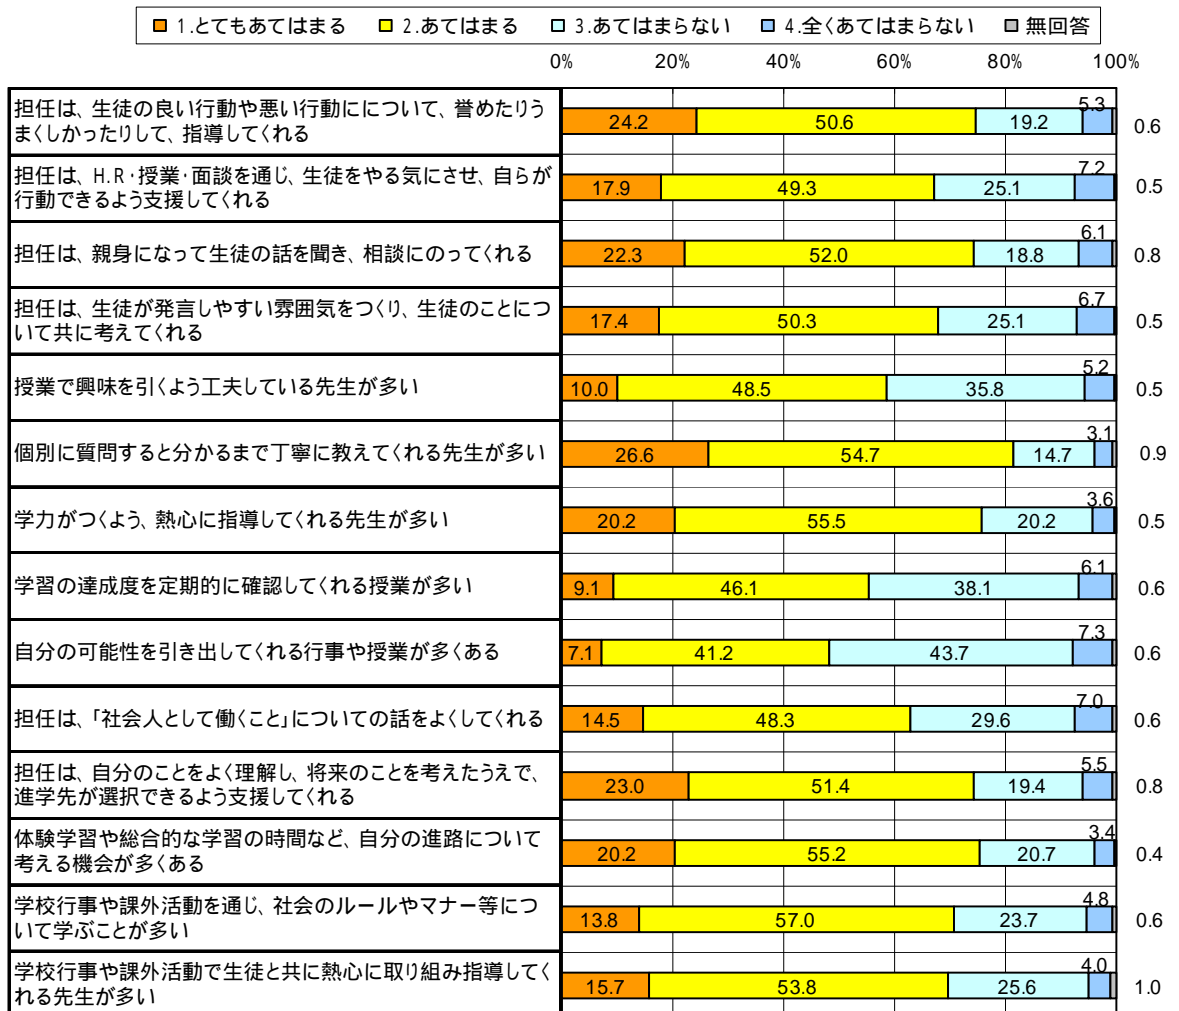 1.とてもあてはまる 2.あてはまる 3.あてはまらない 4.全くあてはまらない 無回答
0% 20% 40% 60% 80% 100%
担任は、生徒の良い行動や悪い行動にについて、誉めたりう
まくしかったりして、指導してくれる
24.2 50.6 19.2 5.3 0.6
担任は、H.R・授業・面談を通じ、生徒をやる気にさせ、自らが
行動できるよう支援してくれる
17.9 49.3 25.1 7.2 0.5
担任は、親身になって生徒の話を聞き、相談にのってくれる
22.3 52.0 18.8 6.1 0.8
担任は、生徒が発言しやすい雰囲気をつくり、生徒のことにつ
いて共に考えてくれる
17.4 50.3 25.1 6.7 0.5
授業で興味を引くよう工夫している先生が多い
10.0 48.5 35.8 5.2 0.5
個別に質問すると分かるまで丁寧に教えてくれる先生が多い
26.6 54.7 14.7 3.1 0.9
学力がつくよう、熱心に指導してくれる先生が多い
20.2 55.5 20.2 3.6 0.5
学習の達成度を定期的に確認してくれる授業が多い
9.1 46.1 38.1 6.1 0.6
自分の可能性を引き出してくれる行事や授業が多くある
7.1 41.2 43.7 7.3 0.6
担任は、「社会人として働くこと」についての話をよくしてくれる
14.5 48.3 29.6 7.0 0.6
担任は、自分のことをよく理解し、将来のことを考えたうえで、
進学先が選択できるよう支援してくれる
23.0 51.4 19.4 5.5 0.8
体験学習や総合的な学習の時間など、自分の進路について
考える機会が多くある
20.2 55.2 20.7 3.4 0.4
学校行事や課外活動を通じ、社会のルールやマナー等につ
いて学ぶことが多い
13.8 57.0 23.7 4.8 0.6
学校行事や課外活動で生徒と共に熱心に取り組み指導してく
れる先生が多い
15.7 53.8 25.6 4.0 1.0